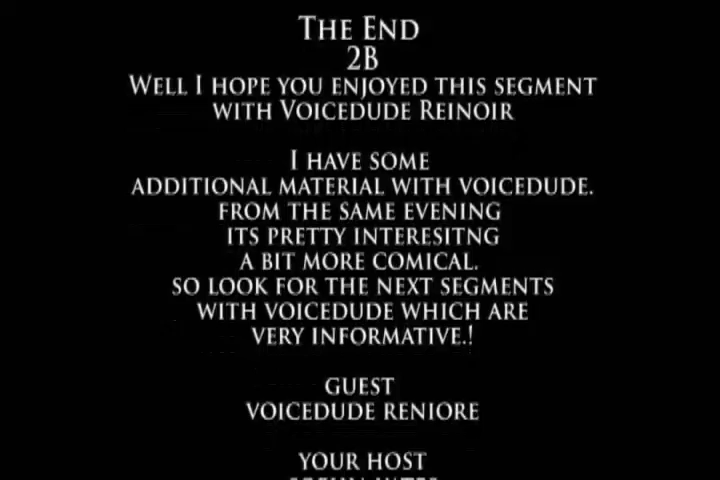 The End
2B
Well I hope you enjoyed this segment
with Voicedude Reinoir
I have some
additional material with voicedude.
from the same evening
its pretty interesitng
a bit more comical.
so look for the next segments
with voicedude which are
very informative.!
guest
voicedude reniore
your host